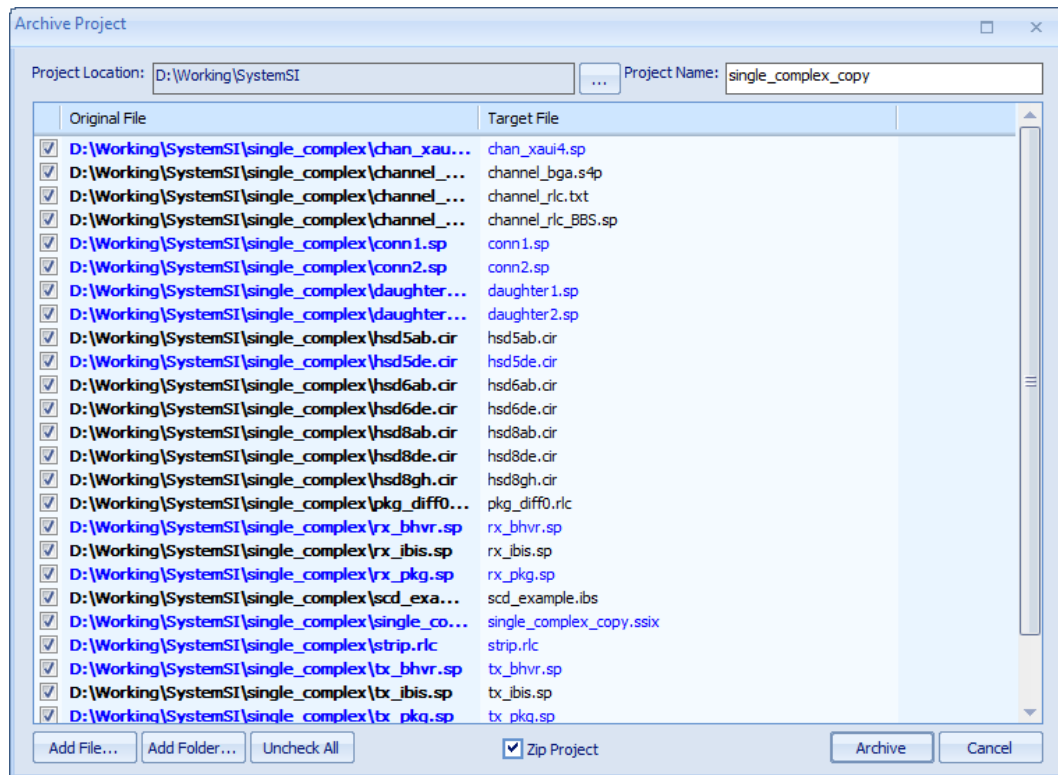 Archive Project
Project Location: D:\Working\SystemSI ... Project Name: single_complex_copy
Original File Target File
D:\Working\SystemSI\single_complex\chan_xau... chan_xaui4.sp
D:\Working\SystemSI\single_complex\channel_... channel_bga.s4p
D:\Working\SystemSI\single_complex\channel_... channel_rlc.txt
D:\Working\SystemSI\single_complex\channel_... channel_rlc_BBS.sp
D:\Working\SystemSI\single_complex\conn1.sp conn1.sp
D:\Working\SystemSI\single_complex\conn2.sp conn2.sp
D:\Working\SystemSI\single_complex\daughter... daughter1.sp
D:\Working\SystemSI\single_complex\daughter... daughter2.sp
D:\Working\SystemSI\single_complex\hsd5ab.cir hsd5ab.cir
D:\Working\SystemSI\single_complex\hsd5de.cir hsd5de.cir
D:\Working\SystemSI\single_complex\hsd6ab.cir hsd6ab.cir
D:\Working\SystemSI\single_complex\hsd6de.cir hsd6de.cir
D:\Working\SystemSI\single_complex\hsd8ab.cir hsd8ab.cir
D:\Working\SystemSI\single_complex\hsd8de.cir hsd8de.cir
D:\Working\SystemSI\single_complex\hsd8gh.cir hsd8gh.cir
D:\Working\SystemSI\single_complex\pkg_diff0... pkg_diff0.rlc
D:\Working\SystemSI\single_complex\rx_bhvr.sp rx_bhvr.sp
D:\Working\SystemSI\single_complex\rx_ibis.sp rx_ibis.sp
D:\Working\SystemSI\single_complex\rx_pkg.sp rx_pkg.sp
D:\Working\SystemSI\single_complex\scd_exa... scd_example.ibs
D:\Working\SystemSI\single_complex\single_co... single_complex_copy.ssix
D:\Working\SystemSI\single_complex\strip.rlc strip.rlc
D:\Working\SystemSI\single_complex\tx_bhvr.sp tx_bhvr.sp
D:\Working\SystemSI\single_complex\tx_ibis.sp tx_ibis.sp
D:\Working\SystemSI\single_complex\tx_pkg.sp tx_pkg.sp
Add File... Add Folder... Uncheck All Zip Project Archive Cancel